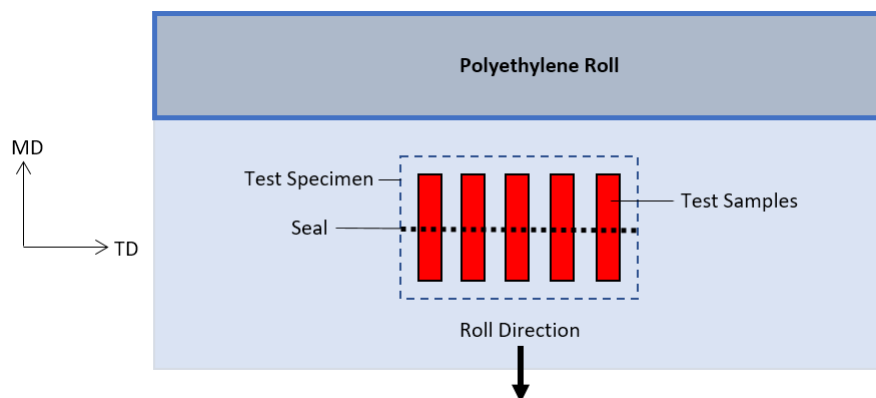 Polyethylene Roll
MD
Test Specimen
Test Samples
Seal
TD
Roll Direction